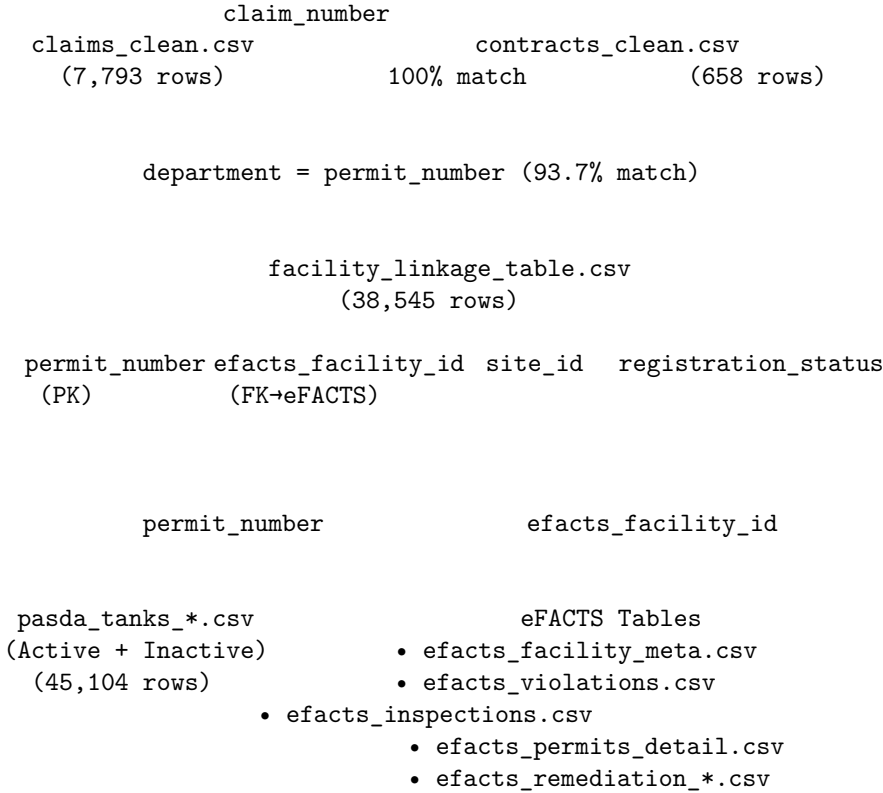 claim_number
claims_clean.csv contracts_clean.csv
(7,793 rows) 100% match (658 rows)
department = permit_number (93.7% match)
facility_linkage_table.csv
(38,545 rows)
permit_number efacts_facility_id site_id registration_status
(PK) (FK→eFACTS)
permit_number efacts_facility_id
pasda_tanks_*.csv eFACTS Tables
(Active + Inactive) • efacts_facility_meta.csv
(45,104 rows) • efacts_violations.csv
• efacts_inspections.csv
• efacts_permits_detail.csv
• efacts_remediation_*.csv